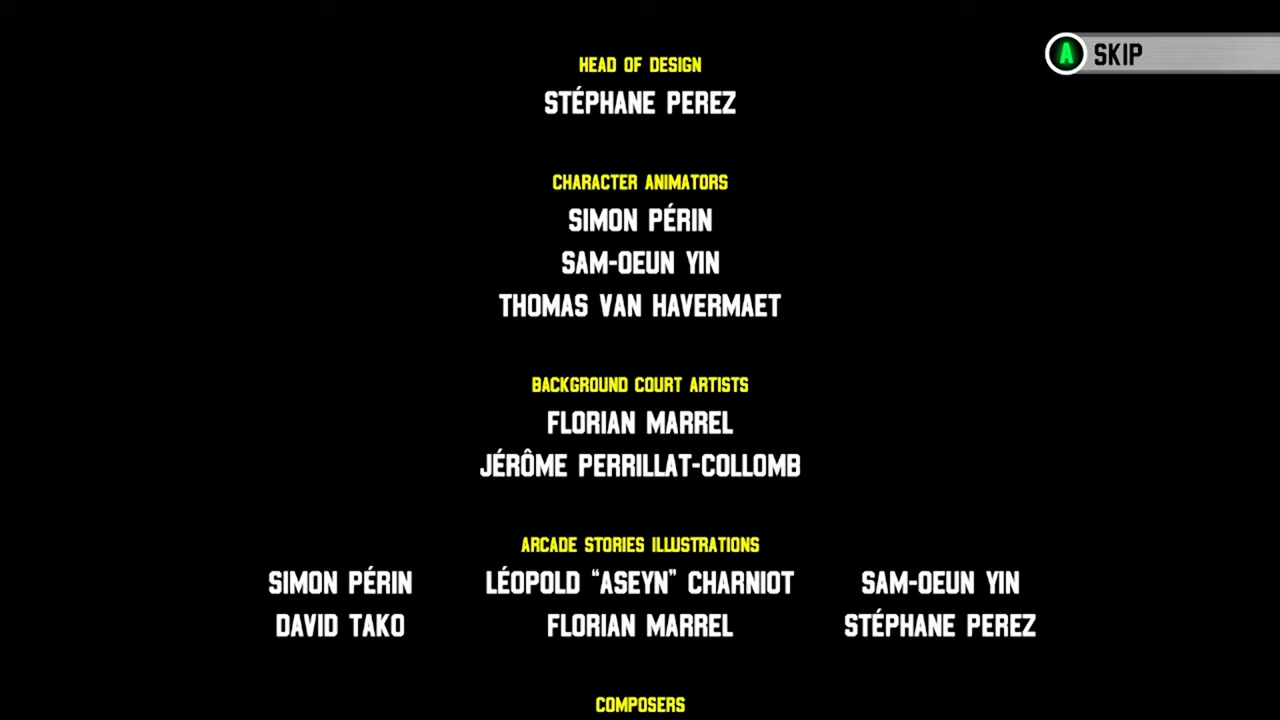 A SKIP
HEAD OF DESIGN
STÉPHANE PEREZ
CHARACTER ANIMATORS
SIMON PÉRIN
SAM-OEUN YIN
THOMAS VAN HAVERMAET
BACKGROUND COURT ARTISTS
FLORIAN MARREL
JÉRÔME PERRILLAT-COLLOMB
ARCADE STORIES ILLUSTRATIONS
SIMON PÉRIN LÉOPOLD “ASEYN” CHARNIOT SAM-OEUN YIN
DAVID TAKO FLORIAN MARREL STÉPHANE PEREZ
COMPOSERS